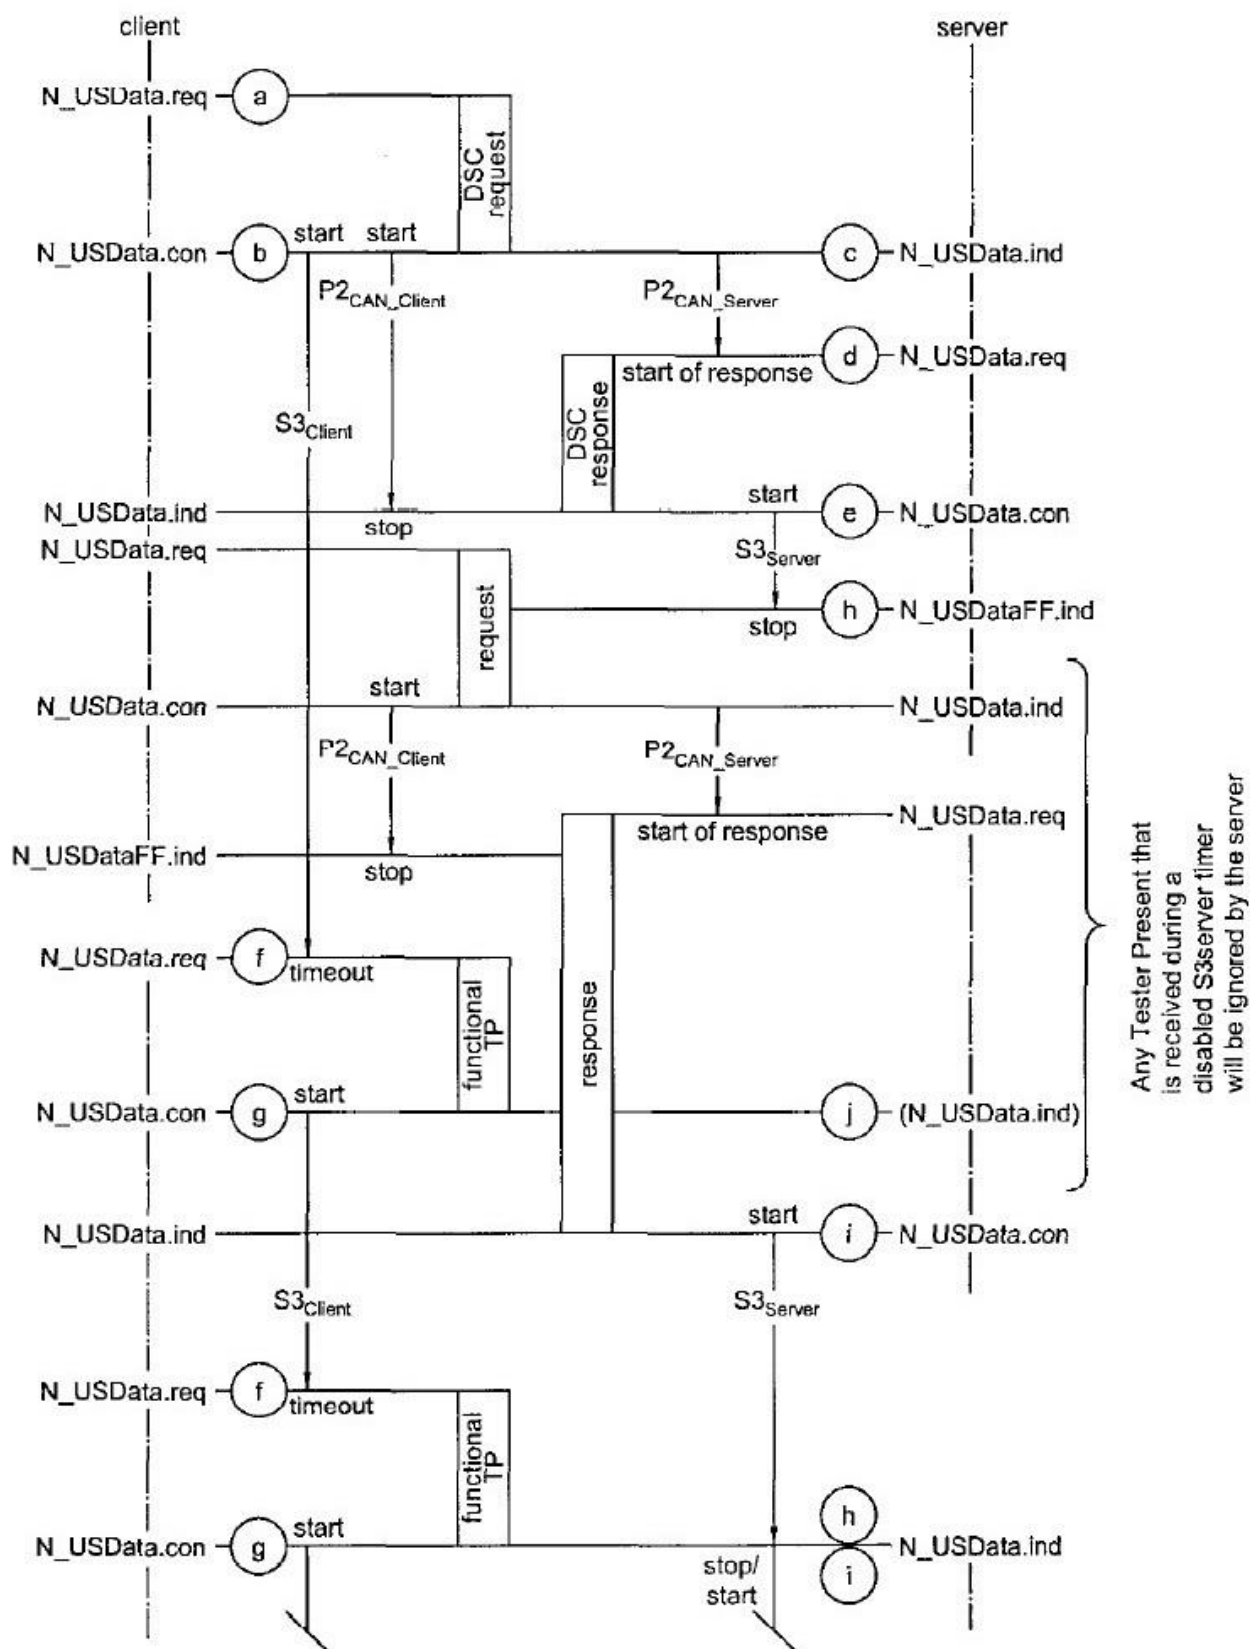 client
server
N_USData.req
a
DSC
request
start
start
N_USData.con
b
c
N_USData.ind
P2CAN_Client
P2CAN_Server
d
N_USData.req
start of response
S3Client
DSC
response
start
N_USData.ind
e
N_USData.con
stop
N_USData.req
S3Server
request
h
N_USDataFF.ind
stop
start
N_USData.con
N_USData.ind
P2CAN_Client
P2CAN_Server
N_USData.req
start of response
N_USDataFF.ind
stop
Any Tester Present that
is received during a
disabled S3server timer
will be ignored by the server
N_USData.req
f
timeout
functional
TP
response
start
N_USData.con
g
j
(N_USData.ind)
start
N_USData.ind
i
N_USData.con
S3Client
S3Server
N_USData.req
f
timeout
functional
TP
h
start
N_USData.con
g
N_USData.ind
stop/
start
i